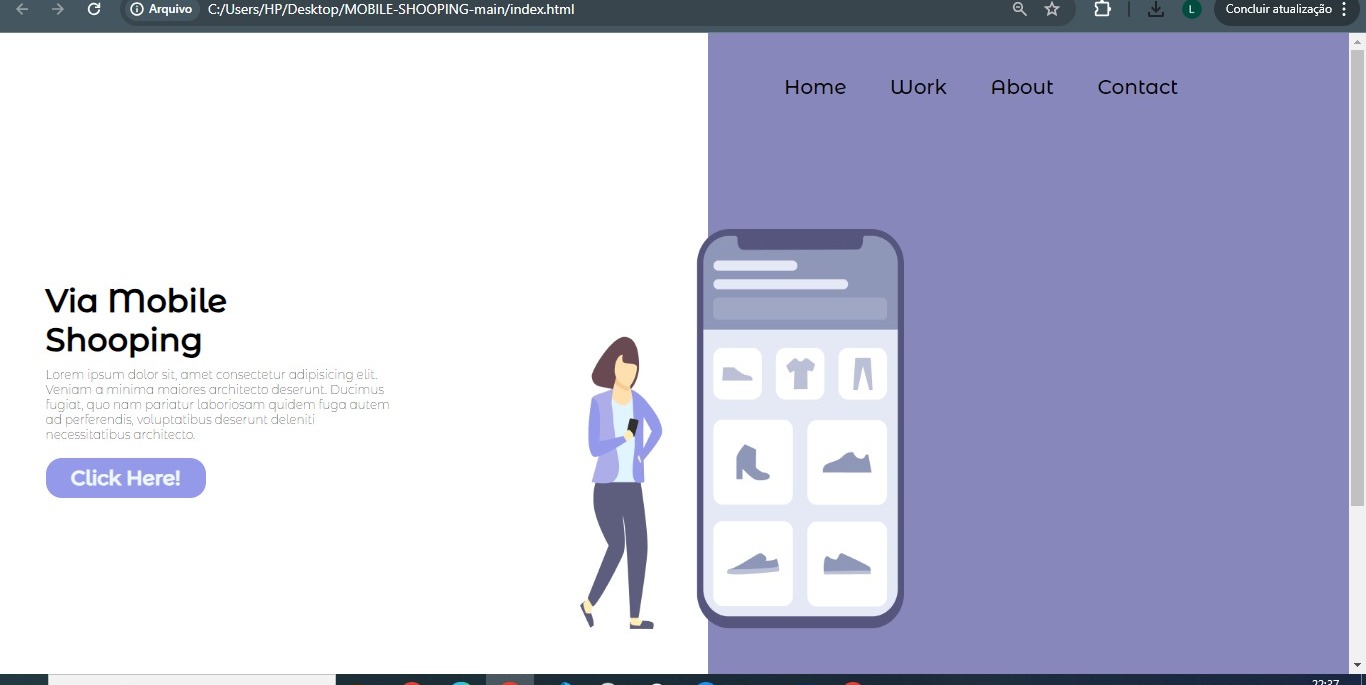 Arquivo C:/Users/HP/Desktop/MOBILE-SHOOPING-main/index.html L Concluir atualização
Home Work About Contact
Via Mobile
Shooping
Lorem ipsum dolor sit, amet consectetur adipisicing elit.
Veniam a minima maiores architecto deserunt. Ducimus
fugiat, quo nam pariatur laboriosam quidem fuga autem
ad perferendis, voluptatibus deserunt deleniti
necessitatibus architecto.
Click Here!
22:37